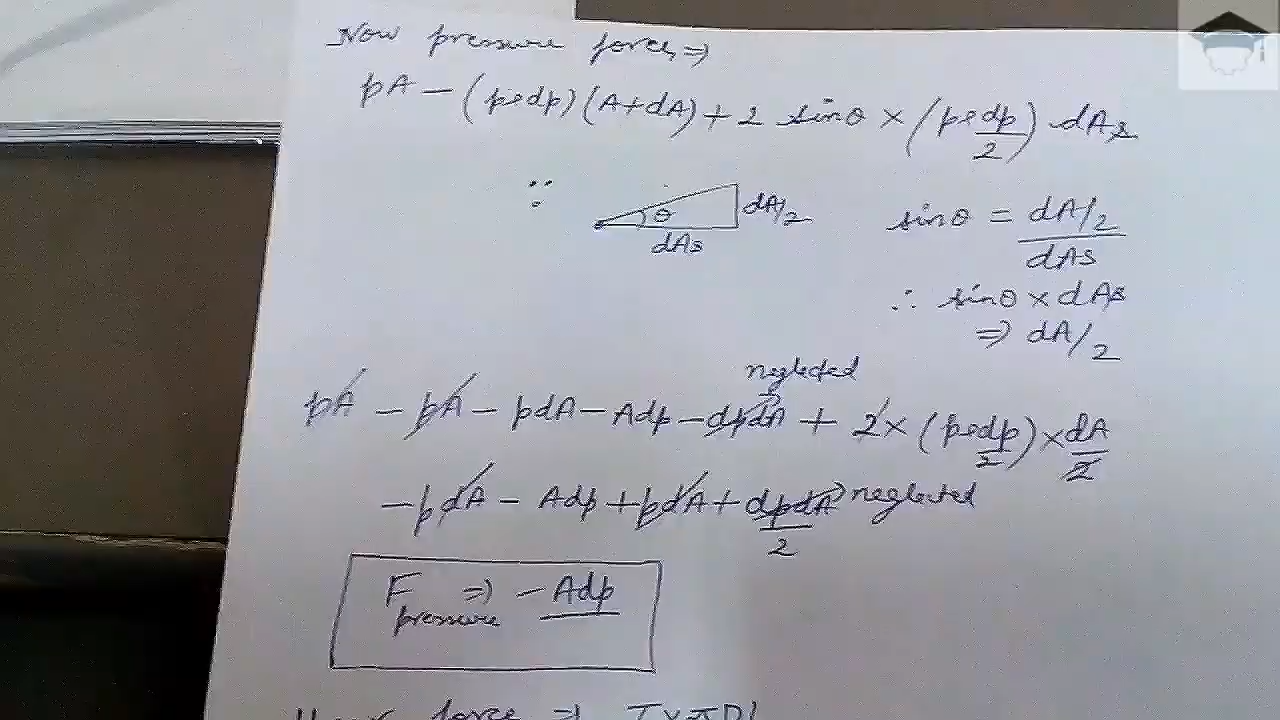 Now pressure force ⇒
pA - (p+dp)(A+dA) + 2 sinθ × (p+dp/2) dAs
∵ θ dA/2 dAs
sinθ = dA/2 / dAs
∴ sinθ × dAs
⇒ dA/2
neglected
pA - pA - pdA - Adp - dpdA + 2 × (p+dp/2) × dA/2
- pdA - Adp + pdA + dpdA/2 → neglected
F pressure ⇒ - Adp
force ⇒